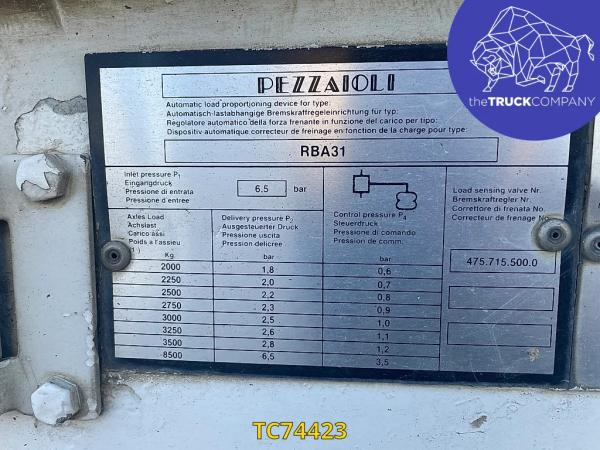 PEZZAIOLI
Automatic load proportioning device for type:
Automatisch-lastabhangige Bremskraftregeleinrichtung für typ:
Regolatore automatico della forza frenante in funzione del carico per tipo:
Dispositiv automatique correcteur de freinage en fonction de la charge pour type:
RBA31
Inlet pressure P1
Eingangdruck
Pressione di entrata
Pression d'entree
6.5 bar
Axles Load
Achslast
Carico assi
Poids a l'assieu
Kg.
Delivery pressure P2
Ausgesteuerter Druck
Pressione uscita
Pression delicree
bar
Control pressure P4
Steuerdruck
Pressione di comando
Pression de comm.
bar
2000 1,8 0,6
2250 2,0 0,7
2500 2,2 0,8
2750 2,3 0,9
3000 2,5 1,0
3250 2,6 1,1
3500 2,8 1,2
8500 6,5 3,5
Load sensing valve Nr.
Bremskraftregler Nr.
Correttore di frenata No.
Correcteur de frenage No.
475.715.500.0
theTRUCKCOMPANY
TC74423